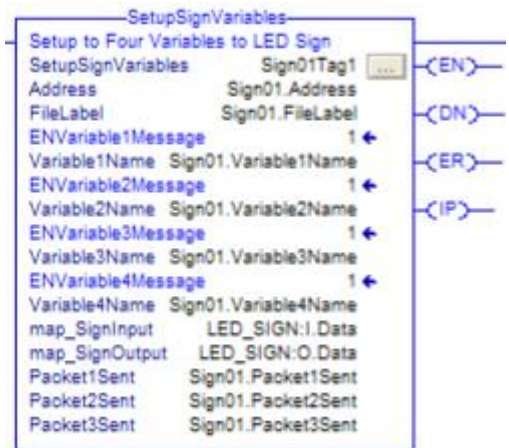 SetupSignVariables
Setup to Four Variables to LED Sign
SetupSignVariables Sign01Tag1 ... EN
Address Sign01.Address
FileLabel Sign01.FileLabel DN
ENVariable1Message 1
Variable1Name Sign01.Variable1Name ER
ENVariable2Message 1
Variable2Name Sign01.Variable2Name IP
ENVariable3Message 1
Variable3Name Sign01.Variable3Name
ENVariable4Message 1
Variable4Name Sign01.Variable4Name
map_SignInput LED_SIGN:I.Data
map_SignOutput LED_SIGN:O.Data
Packet1Sent Sign01.Packet1Sent
Packet2Sent Sign01.Packet2Sent
Packet3Sent Sign01.Packet3Sent